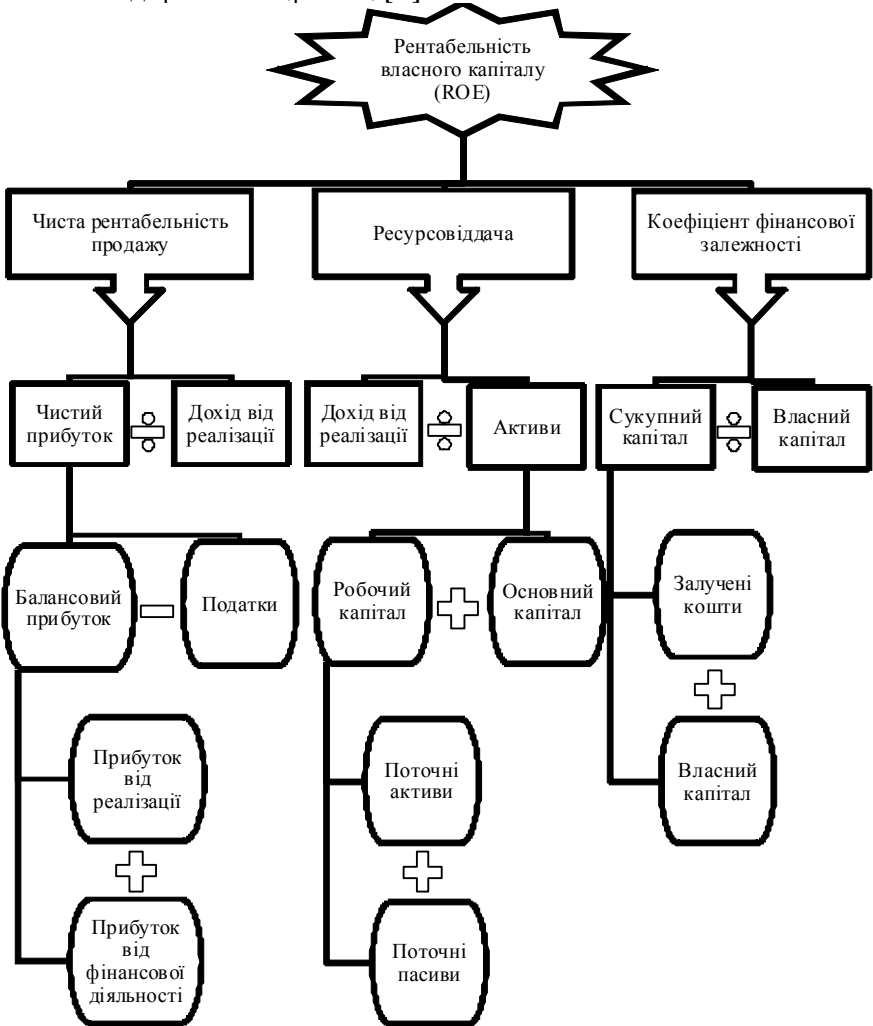 Рентабельність
власного капіталу
(ROE)
Чиста рентабельність
продажу
Ресурсовіддача
Коефіціент фінансової
залежності
Чистий
прибуток
Дохід від
реалізації
Дохід від
реалізації
Активи
Сукупний
капітал
Власний
капітал
Балансовий
прибуток
Податки
Робочий
капітал
Основний
капітал
Залучені
кошти
Прибуток
від
реалізації
Поточні
активи
Власний
капітал
Прибуток
від
фінансової
діяльності
Поточні
пасиви